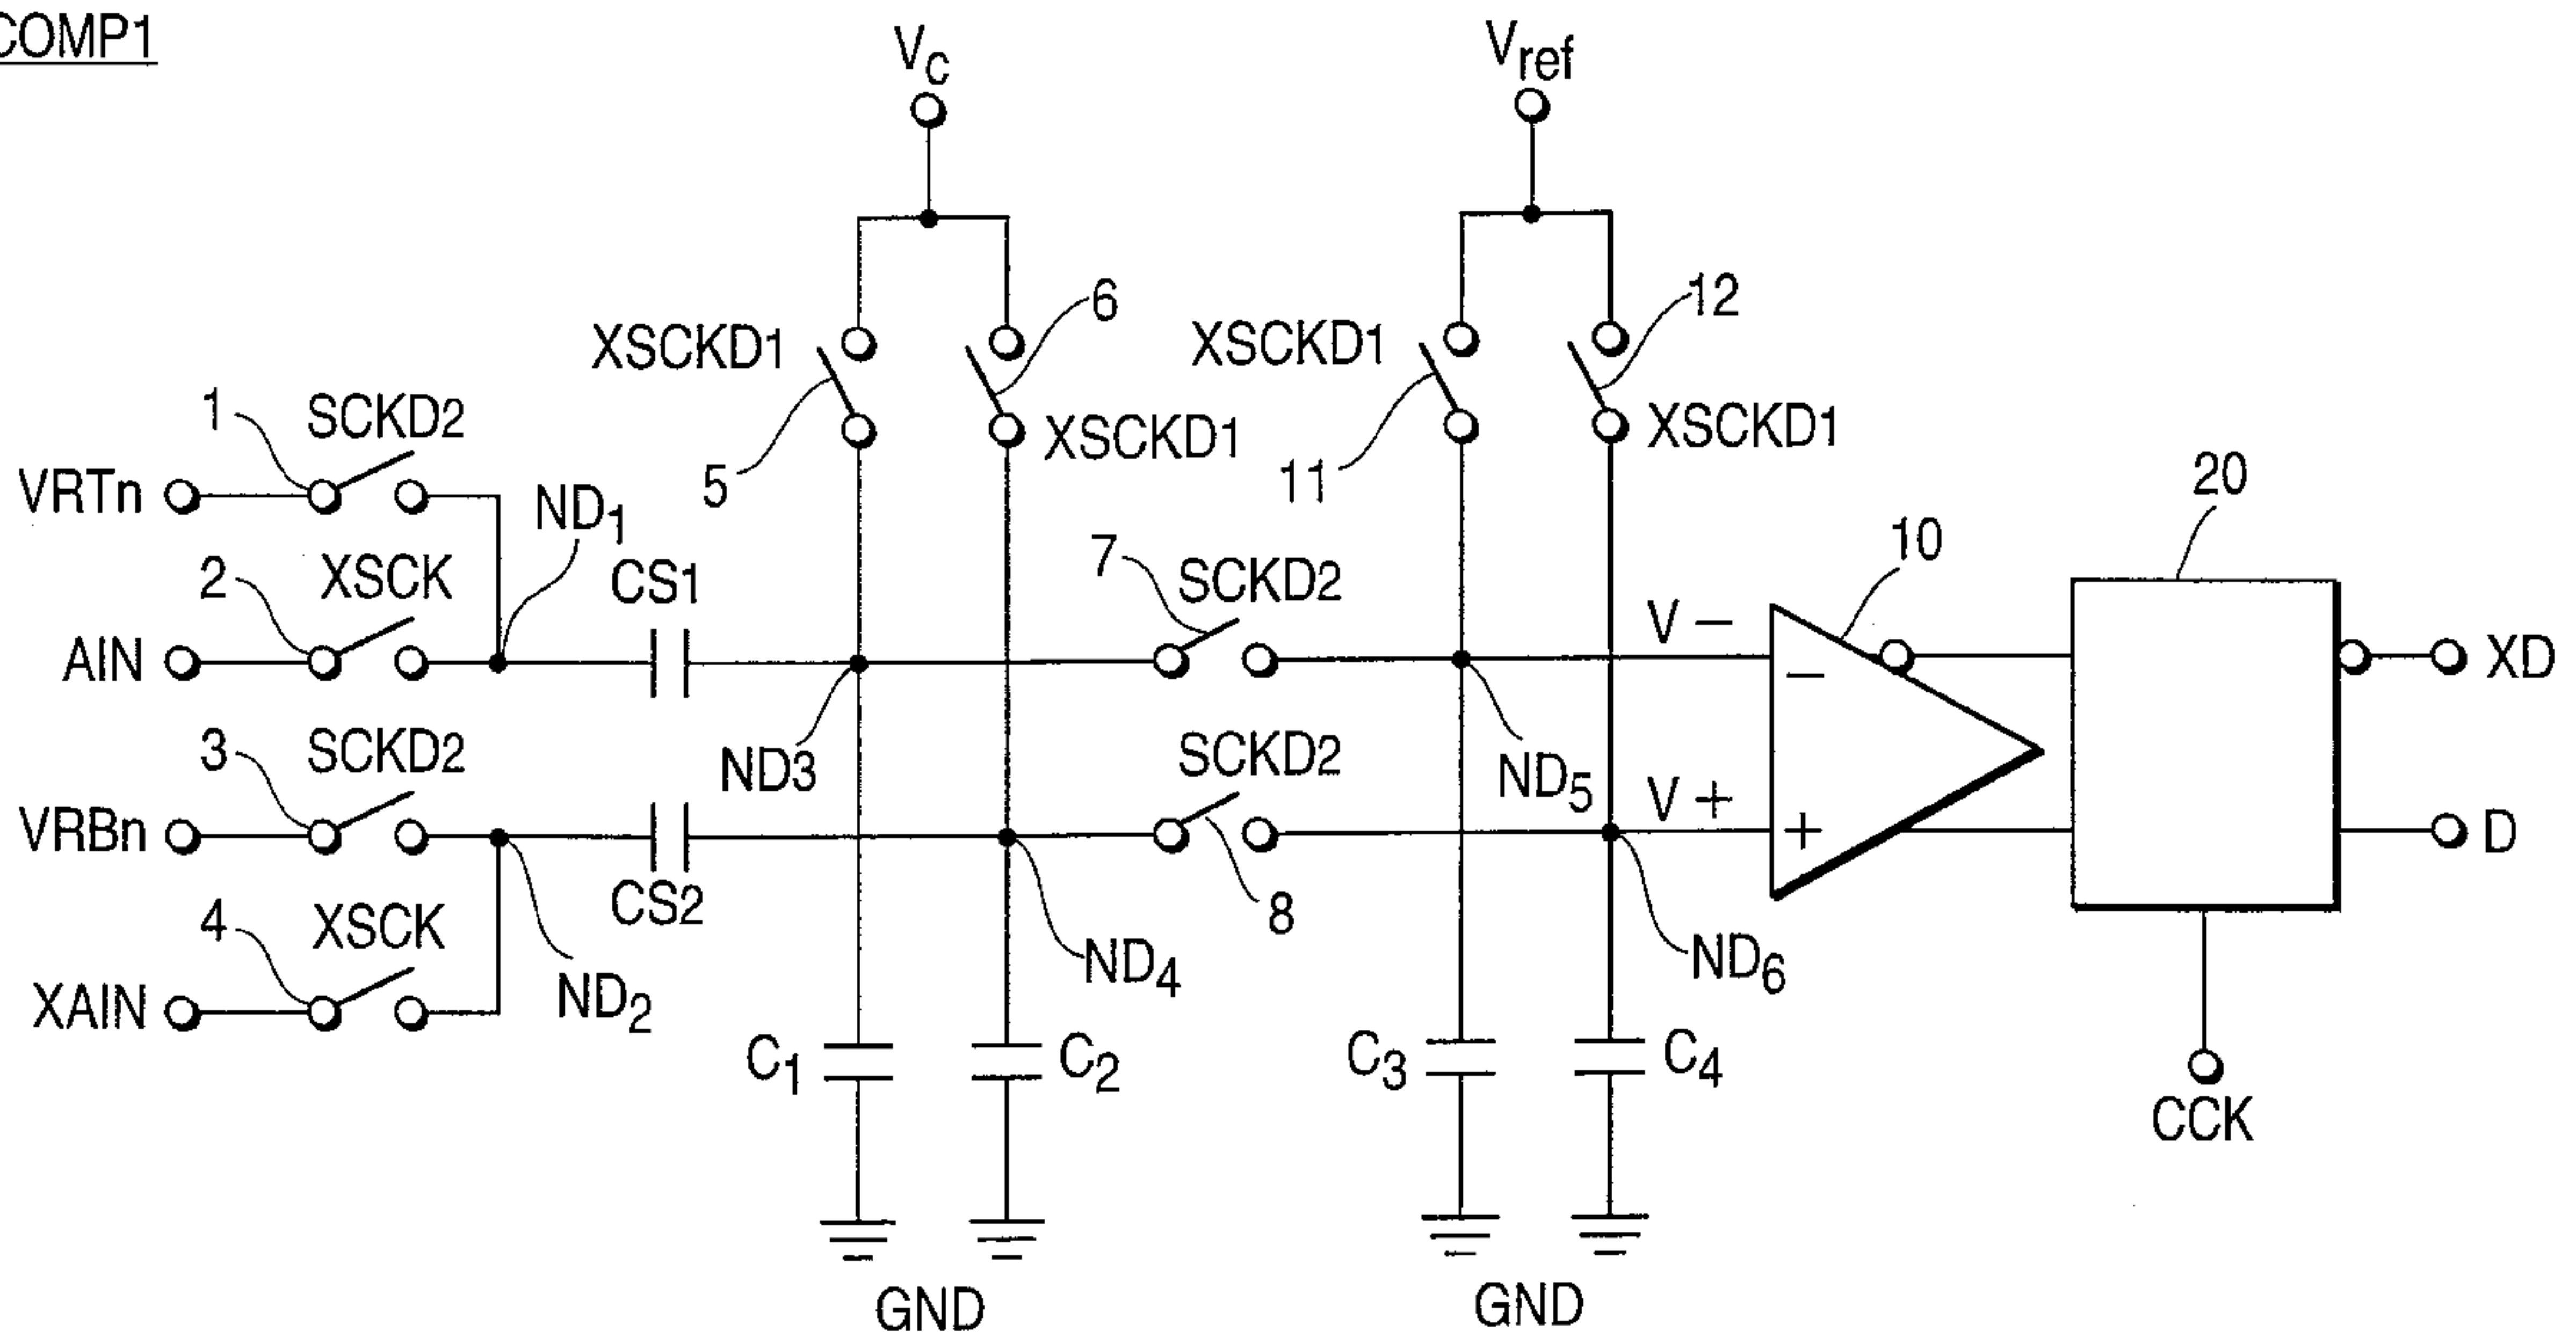 COMP1
Vc
Vref
XSCKD1
6
XSCKD1
12
1
SCKD2
XSCKD1
XSCKD1
VRTn
5
ND1
11
20
2
XSCK
CS1
7
SCKD2
10
AIN
V −
−
XD
3
SCKD2
ND3
SCKD2
ND5
V +
VRBn
+
D
CS2
8
4
XSCK
ND4
ND6
XAIN
ND2
C1
C2
C3
C4
CCK
GND
GND